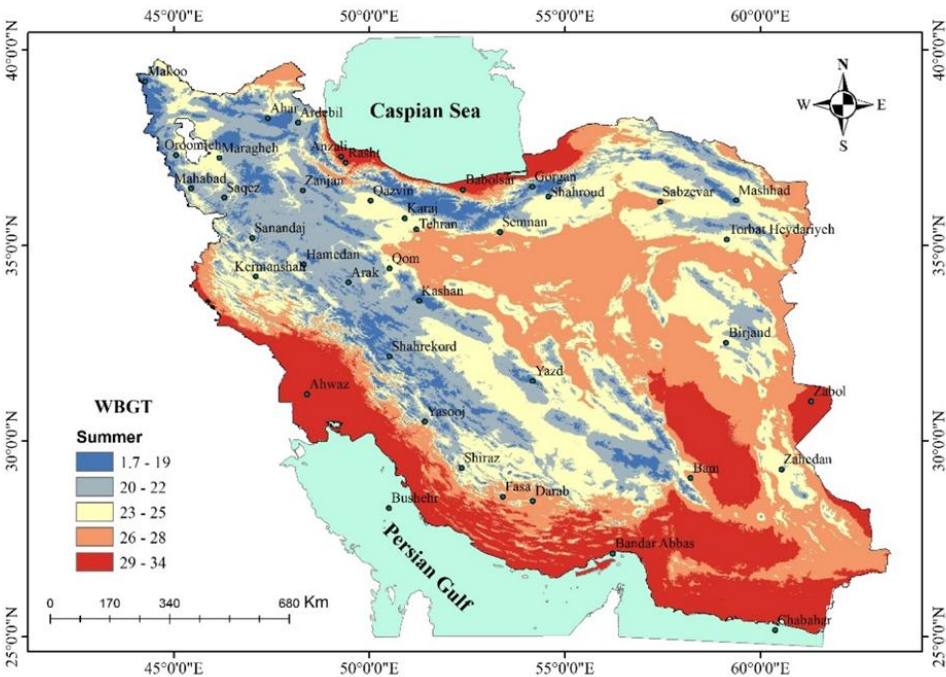 45°0'0"E 50°0'0"E 55°0'0"E 60°0'0"E
40°0'0"N
40°0'0"N
35°0'0"N
35°0'0"N
30°0'0"N
30°0'0"N
25°0'0"N
25°0'0"N
N
W E
S
Caspian Sea
Makoo
Ahar
Ardebil
Oroomieh
Maragheh
Anzali
Rasht
Mahabad
Saqez
Zanjan
Qazvin
Babolsar
Gorgan
Shahroud
Sabzevar
Mashhad
Karaj
Tehran
Semnan
Torbat Heydariyeh
Sanandaj
Hamedan
Kermanshah
Arak
Qom
Kashan
Birjand
Shahrekord
Yazd
Ahwaz
Zabol
Yasooj
Shiraz
Bam
Zahedan
Fasa
Darab
Bushehr
Bandar Abbas
Persian Gulf
Chabahar
WBGT
Summer
1.7 - 19
20 - 22
23 - 25
26 - 28
29 - 34
0 170 340 680 Km
45°0'0"E 50°0'0"E 55°0'0"E 60°0'0"E